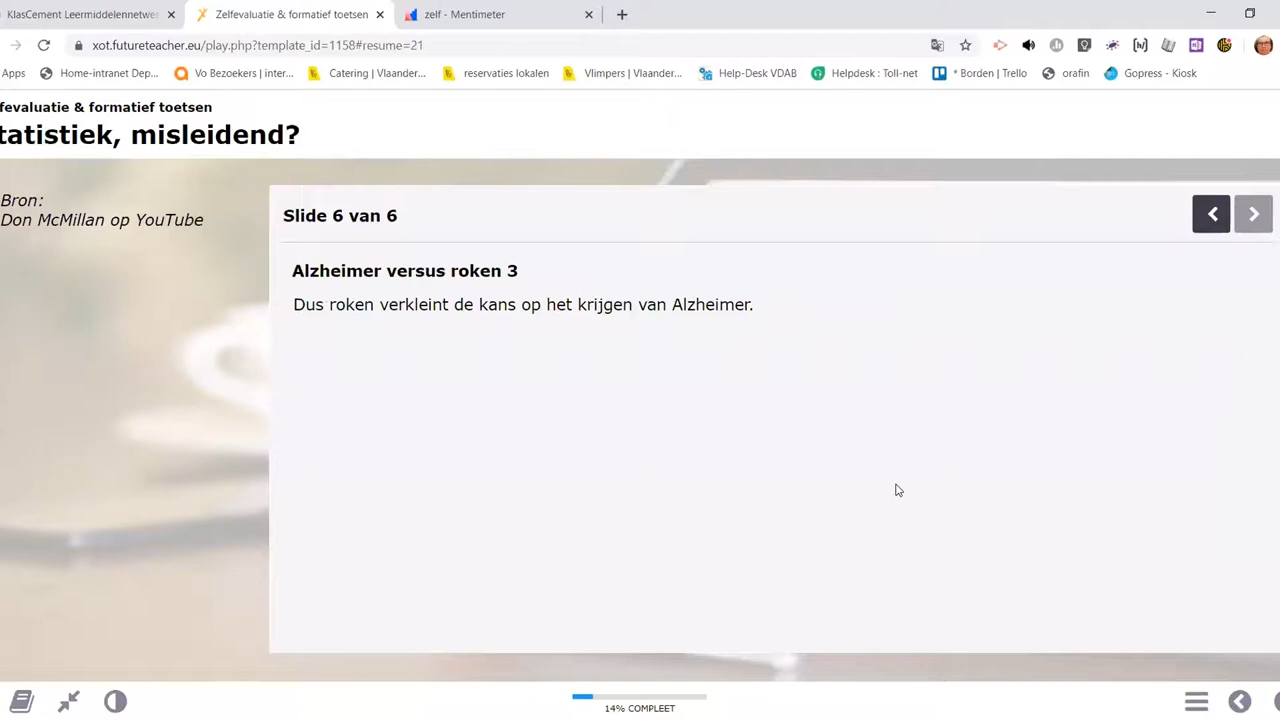 KlasCement Leermiddelennetwe
Zelfevaluatie & formatief toetsen
zelf - Mentimeter
xot.futureteacher.eu/play.php?template_id=1158#resume=21
Apps
Home-intranet Dep...
Vo Bezoekers | inter...
Catering | Vlaander...
reservaties lokalen
Vlimpers | Vlaander...
Help-Desk VDAB
Helpdesk : Toll-net
* Borden | Trello
orafin
Gopress - Kiosk
fevaluatie & formatief toetsen
tatistiek, misleidend?
Bron:
Don McMillan op YouTube
Slide 6 van 6
Alzheimer versus roken 3
Dus roken verkleint de kans op het krijgen van Alzheimer.
14% COMPLEET